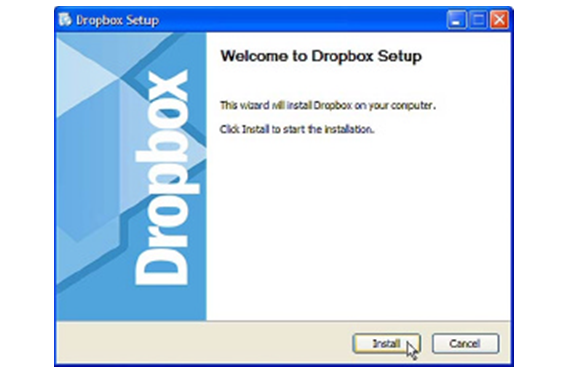 Dropbox Setup
Dropbox
Welcome to Dropbox Setup
This wizard will install Dropbox on your computer.
Click Install to start the installation.
Install
Cancel